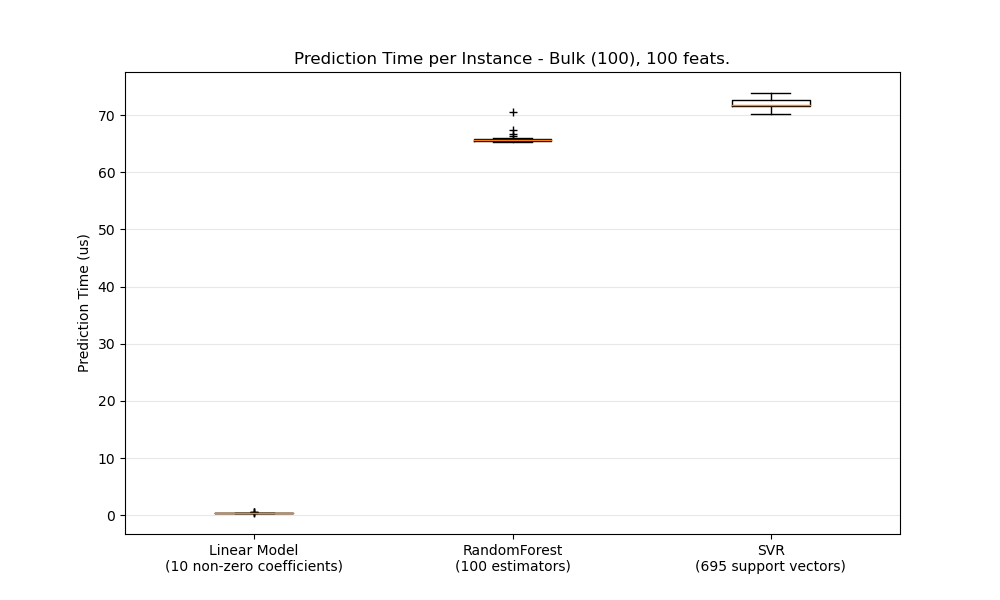 Prediction Time per Instance - Bulk (100), 100 feats.
Prediction Time (us)
70
60
50
40
30
20
10
0
Linear Model
(10 non-zero coefficients)
RandomForest
(100 estimators)
SVR
(695 support vectors)